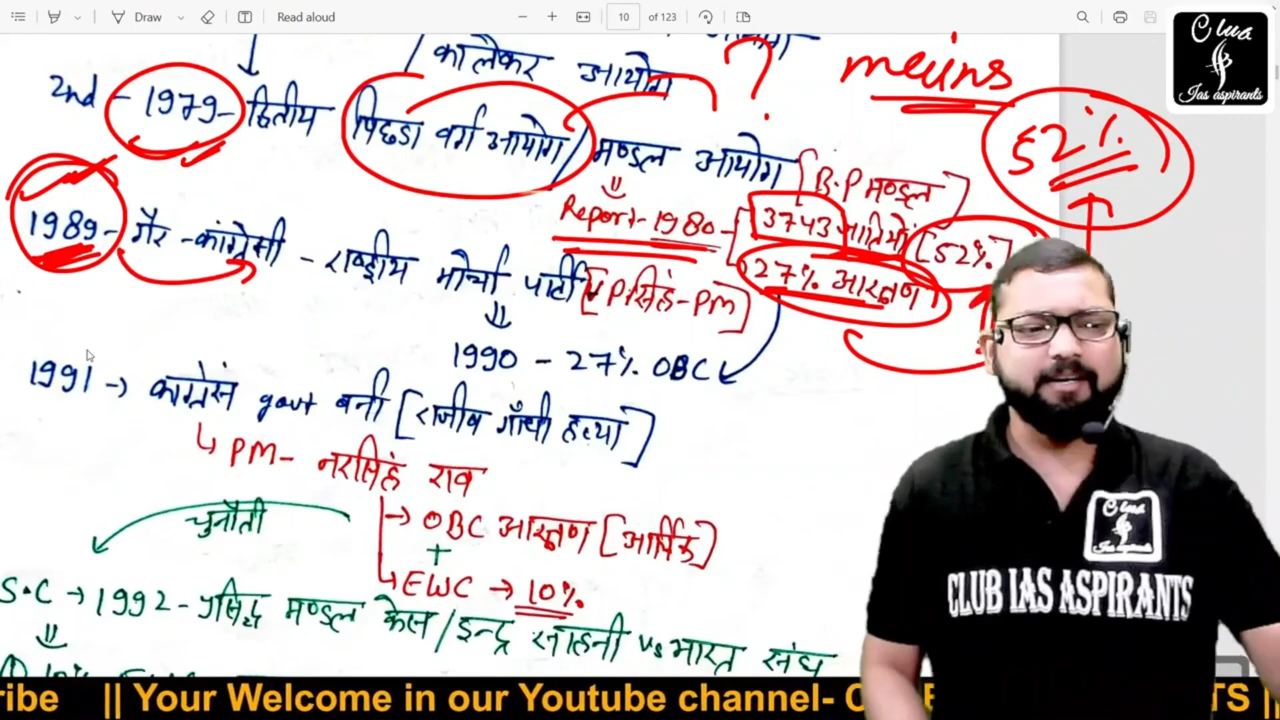 Draw
Read aloud
10 of 123
Club
Ias aspirants
कालेकर आयोग ?
means
2nd - 1979 - द्वितीय पिछडा वर्ग आयोग / मण्डल आयोग [B.P मण्डल]
52%
Report - 1980 - 3743 जातियों [52%]
27% आरक्षण
1989 - गैर - कांग्रेसी - राष्ट्रीय मोर्चा पार्टी [V P सिंह - PM]
1990 - 27% OBC
1991 → कांग्रेस govt बनी [राजीव गाँधी हत्या]
↳ PM - नरसिंह राव
चुनौती
→ OBC आरक्षण [आर्थिक]
+
↳ EWC → 10%
S.C → 1992 - प्रसिद्ध मण्डल केस / इन्द्र साहनी vs भारत संघ
CLUB IAS ASPIRANTS
ribe || Your Welcome in our Youtube channel- C